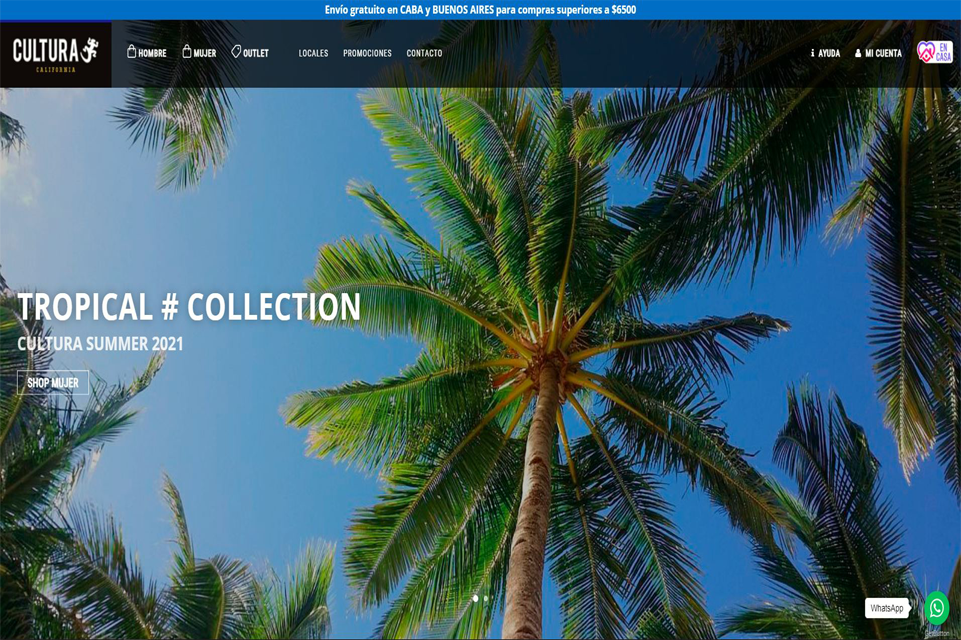 Envío gratuito en CABA y BUENOS AIRES para compras superiores a $6500
CULTURA
CALIFORNIA
HOMBRE
MUJER
OUTLET
LOCALES
PROMOCIONES
CONTACTO
AYUDA
MI CUENTA
EN
CASA
TROPICAL # COLLECTION
CULTURA SUMMER 2021
SHOP MUJER
WhatsApp